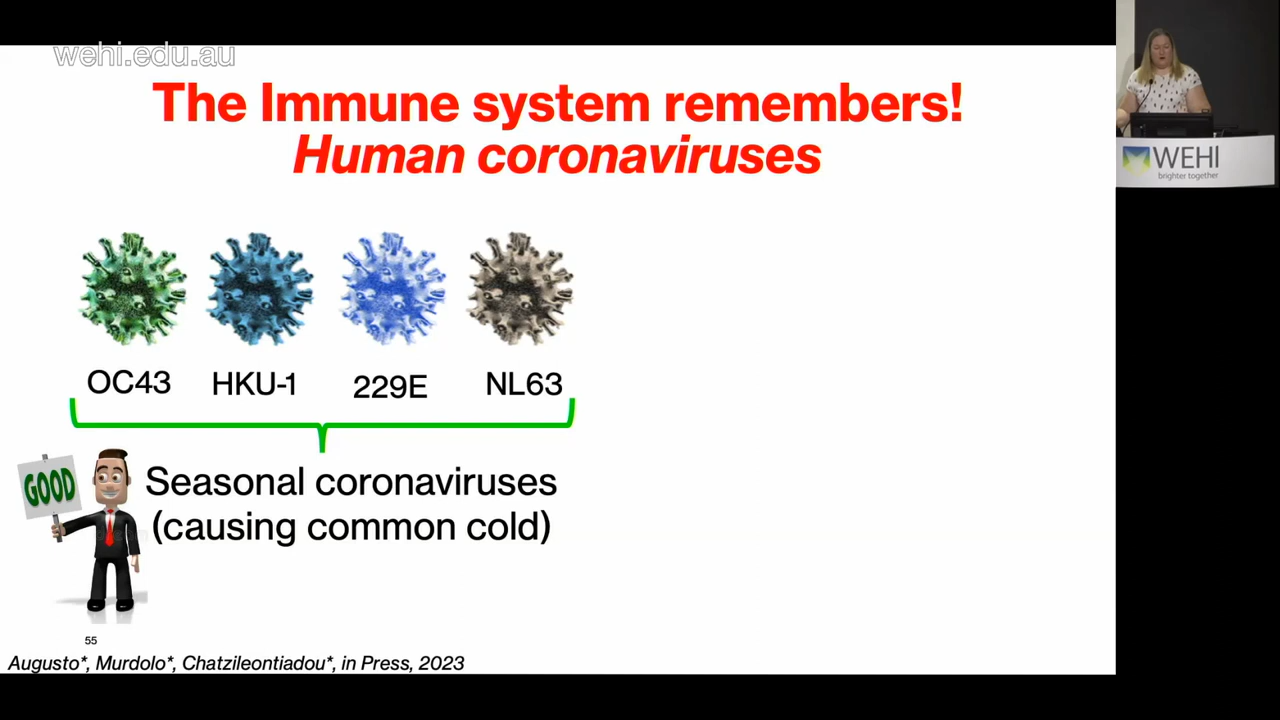 wehi.edu.au
The Immune system remembers!
Human coronaviruses
OC43
HKU-1
229E
NL63
GOOD
Seasonal coronaviruses
(causing common cold)
55
Augusto*, Murdolo*, Chatzileontiadou*, in Press, 2023
WEHI
brighter together